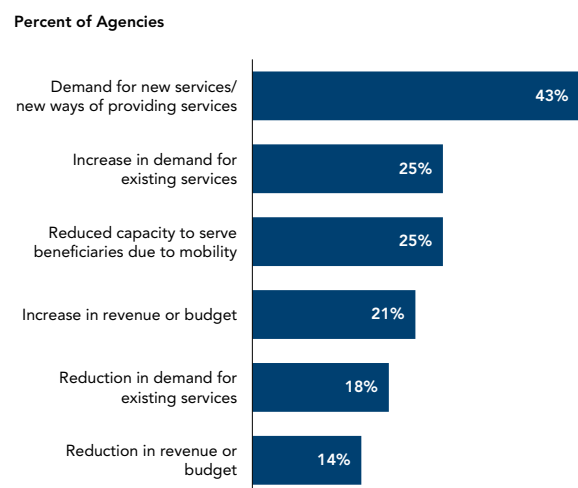 Percent of Agencies
Demand for new services/
new ways of providing services
43%
Increase in demand for
existing services
25%
Reduced capacity to serve
beneficiaries due to mobility
25%
Increase in revenue or budget
21%
Reduction in demand for
existing services
18%
Reduction in revenue or
budget
14%